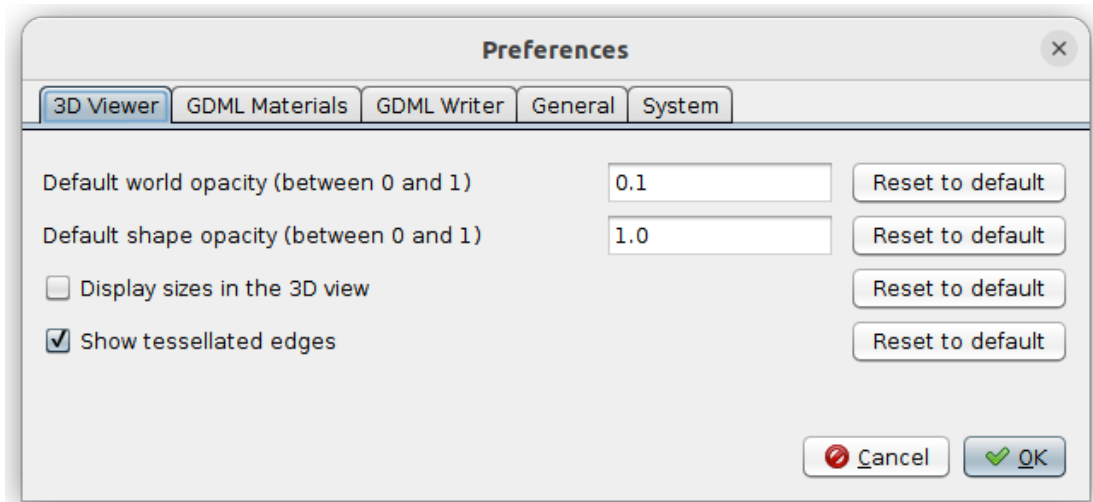 Preferences
3D Viewer GDML Materials GDML Writer General System
Default world opacity (between 0 and 1) 0.1 Reset to default
Default shape opacity (between 0 and 1) 1.0 Reset to default
Display sizes in the 3D view Reset to default
Show tessellated edges Reset to default
Cancel OK